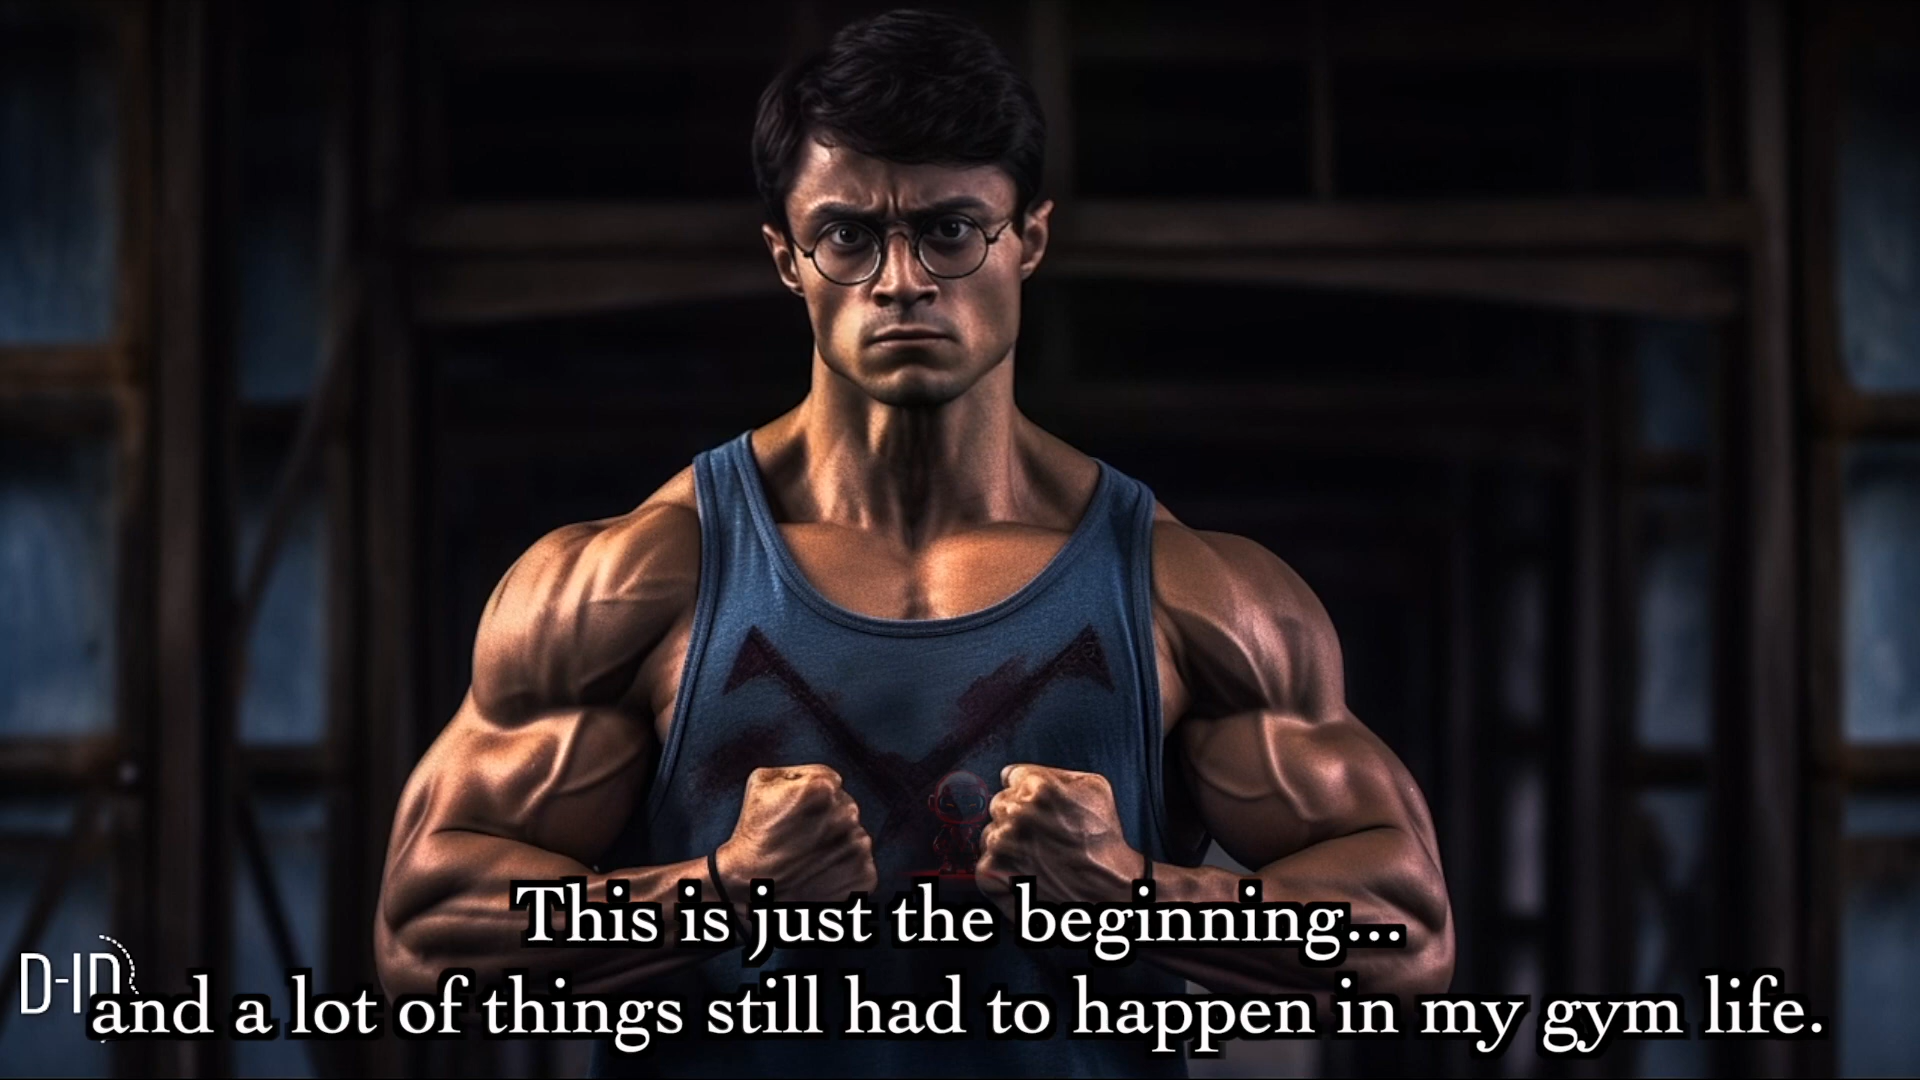 This is just the beginning...
D-ID
and a lot of things still had to happen in my gym life.